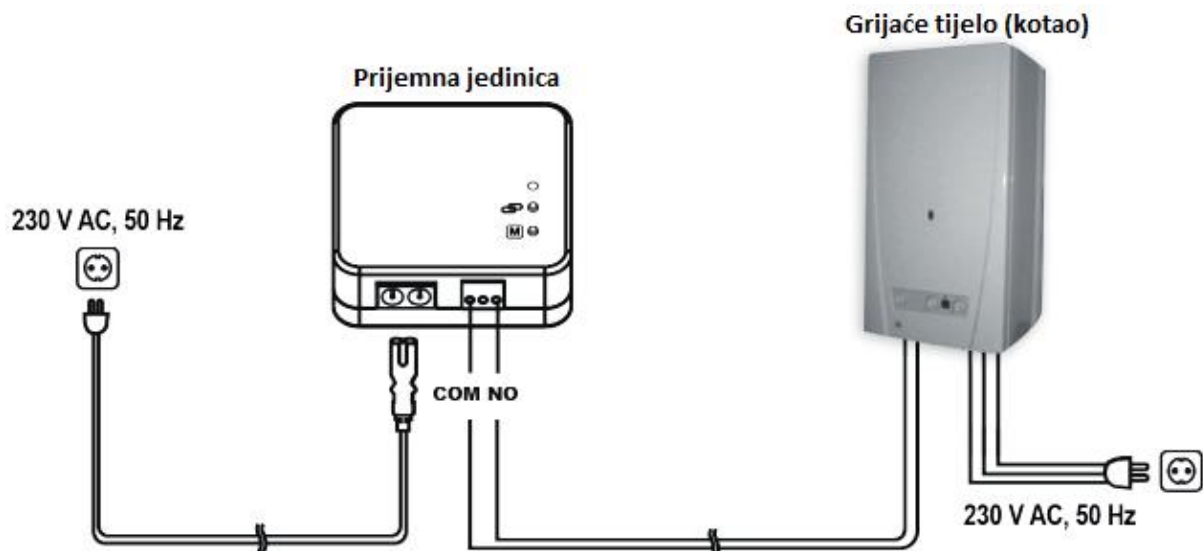 Grijaće tijelo (kotao)
Prijemna jedinica
230 V AC, 50 Hz
M
COM NO
230 V AC, 50 Hz